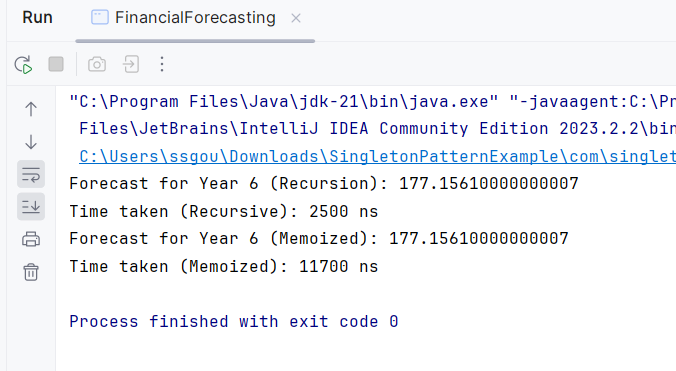 Run FinancialForecasting
"C:\Program Files\Java\jdk-21\bin\java.exe" "-javaagent:C:\Pr
Files\JetBrains\IntelliJ IDEA Community Edition 2023.2.2\bin
C:\Users\ssgou\Downloads\SingletonPatternExample\com\singlet
Forecast for Year 6 (Recursion): 177.15610000000007
Time taken (Recursive): 2500 ns
Forecast for Year 6 (Memoized): 177.15610000000007
Time taken (Memoized): 11700 ns
Process finished with exit code 0